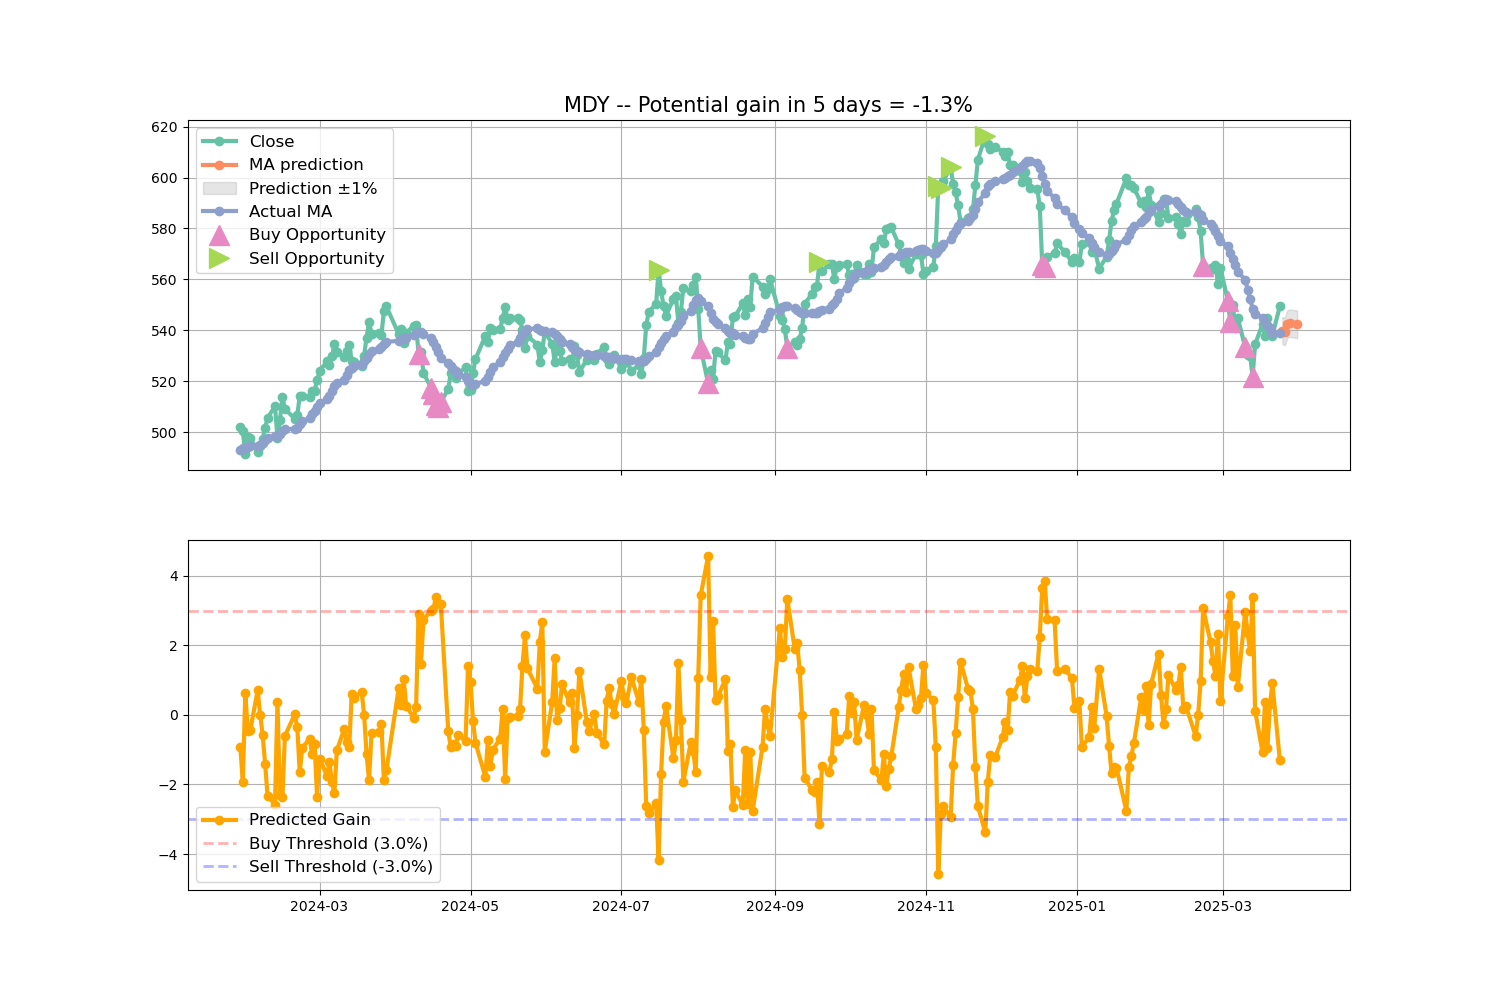 MDY -- Potential gain in 5 days = -1.3%
620
600
580
560
540
520
500
Close
MA prediction
Prediction ±1%
Actual MA
Buy Opportunity
Sell Opportunity
4
2
0
−2
−4
Predicted Gain
Buy Threshold (3.0%)
Sell Threshold (-3.0%)
2024-03
2024-05
2024-07
2024-09
2024-11
2025-01
2025-03